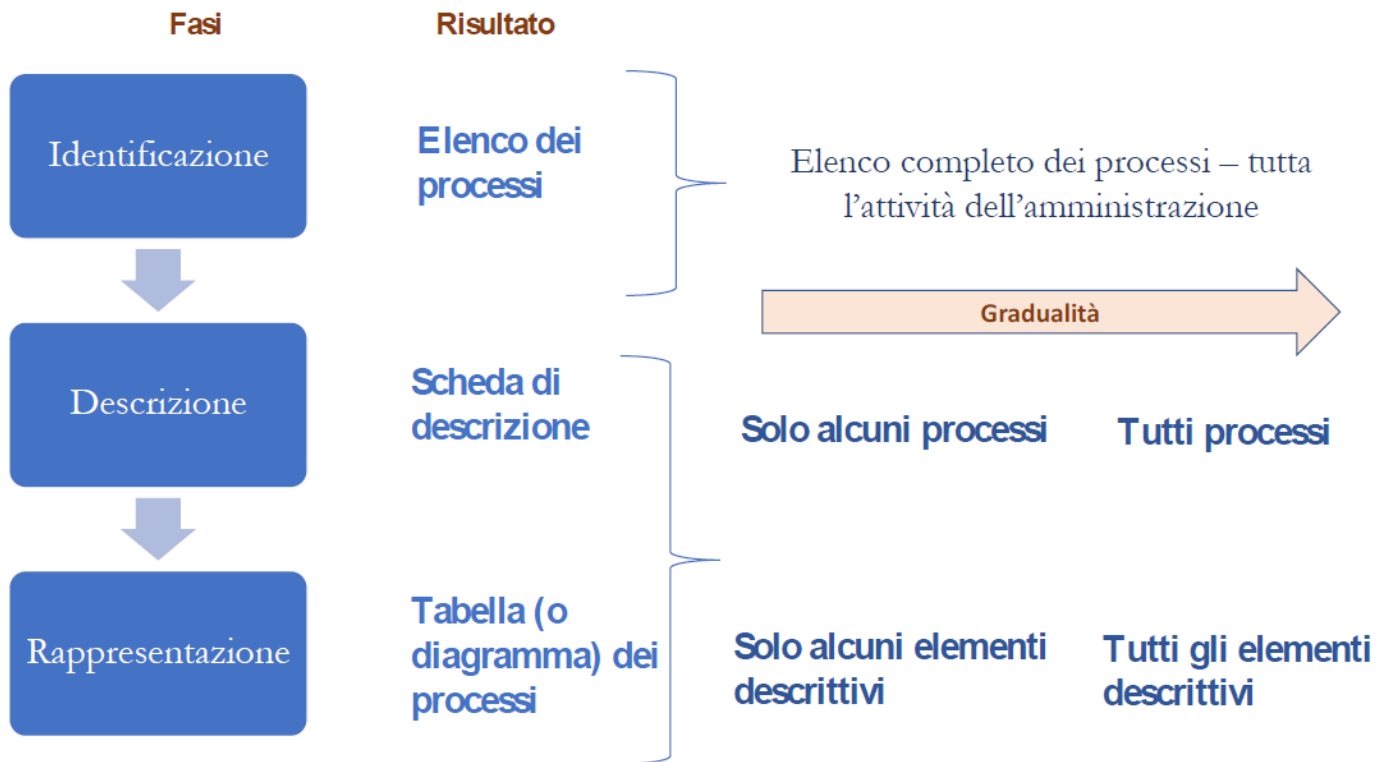 Fasi
Risultato
Identificazione
Elenco dei
processi
Elenco completo dei processi – tutta
l'attività dell'amministrazione
Gradualità
Descrizione
Scheda di
descrizione
Solo alcuni processi
Tutti processi
Rappresentazione
Tabella (o
diagramma) dei
processi
Solo alcuni elementi
descrittivi
Tutti gli elementi
descrittivi